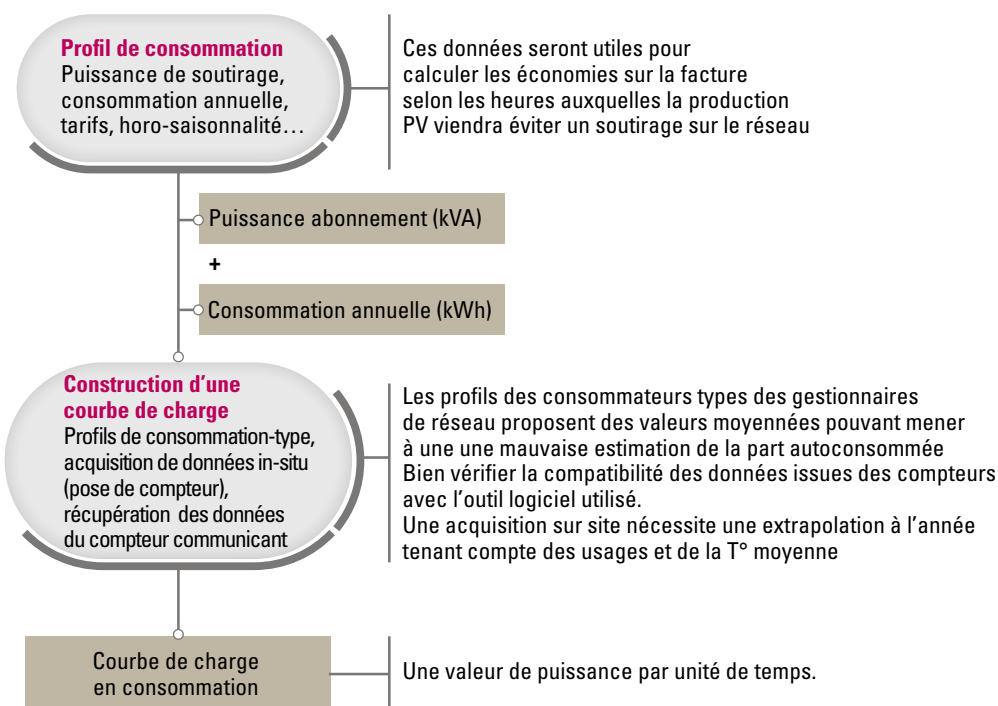 Profil de consommation
Puissance de soutirage,
consommation annuelle,
tarifs, horo-saisonnalité…
Ces données seront utiles pour
calculer les économies sur la facture
selon les heures auxquelles la production
PV viendra éviter un soutirage sur le réseau
Puissance abonnement (kVA)
+
Consommation annuelle (kWh)
Construction d’une
courbe de charge
Profils de consommation-type,
acquisition de données in-situ
(pose de compteur),
récupération des données
du compteur communicant
Les profils des consommateurs types des gestionnaires
de réseau proposent des valeurs moyennées pouvant mener
à une une mauvaise estimation de la part autoconsommée
Bien vérifier la compatibilité des données issues des compteurs
avec l’outil logiciel utilisé.
Une acquisition sur site nécessite une extrapolation à l’année
tenant compte des usages et de la T° moyenne
Courbe de charge
en consommation
Une valeur de puissance par unité de temps.